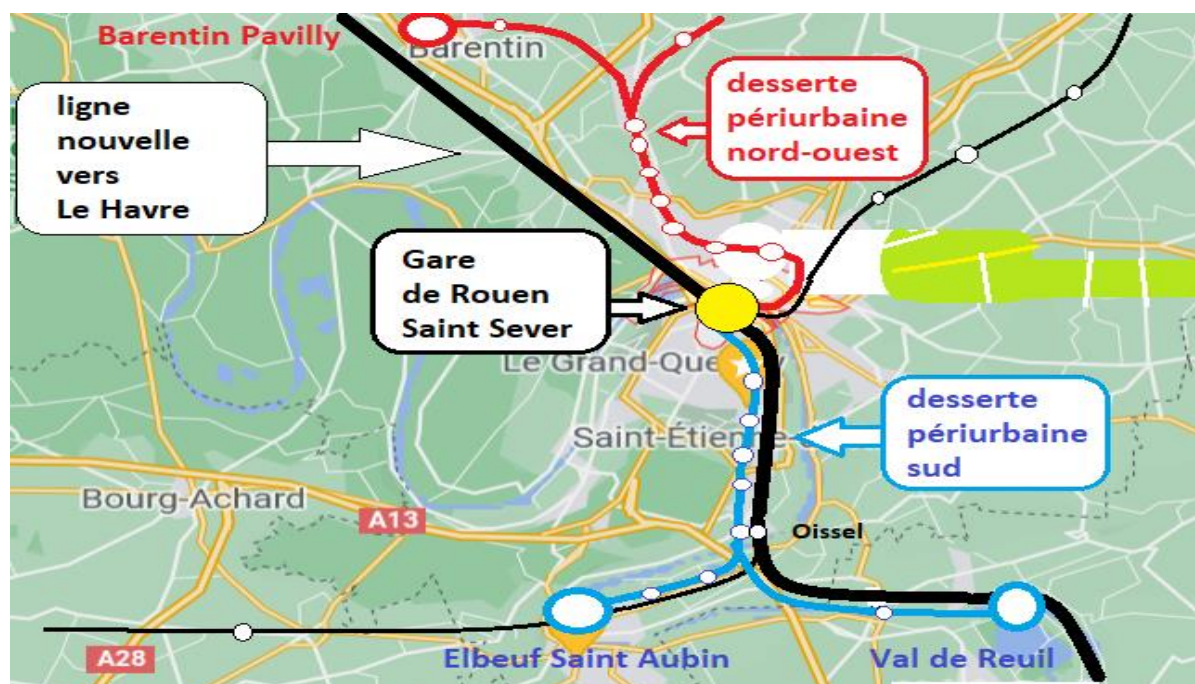 Barentin Pavilly
Barentin
ligne
nouvelle
vers
Le Havre
desserte
périurbaine
nord-ouest
Gare
de Rouen
Saint Sever
Le Grand-Que
desserte
périurbaine
sud
Saint-Étienne
Bourg-Achard
A13
Oissel
A28
Elbeuf Saint Aubin
Val de Reuil